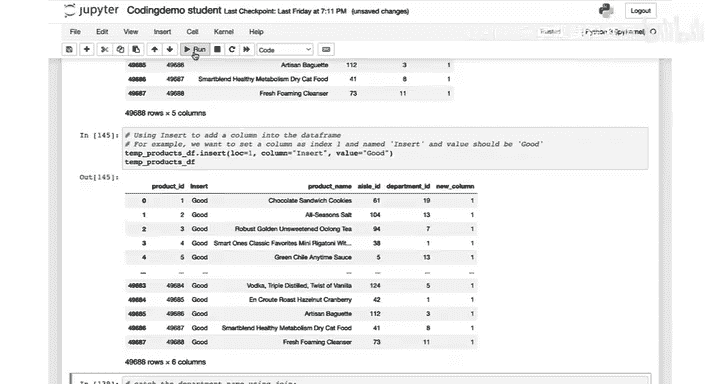 jupyter Codingdemo student Last Checkpoint: Last Friday at 7:11 PM (unsaved changes) Logout
File Edit View Insert Cell Kernel Help Trusted
Run Code
49685 49686 Artisan Baguette 112 3 1
49686 49687 Smartblend Healthy Metabolism Dry Cat Food 41 8 1
49687 49688 Fresh Foaming Cleanser 73 11 1
49688 rows × 5 columns
In [145]: # Using Insert to add a column into the dataframe
# For example, we want to set a column as index 1 and named 'Insert' and value should be 'Good'
temp_products_df.insert(loc=1, column="Insert", value="Good")
temp_products_df
Out[145]:
product_id Insert product_name aisle_id department_id new_column
0 1 Good Chocolate Sandwich Cookies 61 19 1
1 2 Good All-Seasons Salt 104 13 1
2 3 Good Robust Golden Unsweetened Oolong Tea 94 7 1
3 4 Good Smart Ones Classic Favorites Mini Rigatoni Wit... 38 1 1
4 5 Good Green Chile Anytime Sauce 5 13 1
... ... ... ... ... ... ...
49683 49684 Good Vodka, Triple Distilled, Twist of Vanilla 124 5 1
49684 49685 Good En Croute Roast Hazelnut Cranberry 42 1 1
49685 49686 Good Artisan Baguette 112 3 1
49686 49687 Good Smartblend Healthy Metabolism Dry Cat Food 41 8 1
49687 49688 Good Fresh Foaming Cleanser 73 11 1
49688 rows × 6 columns